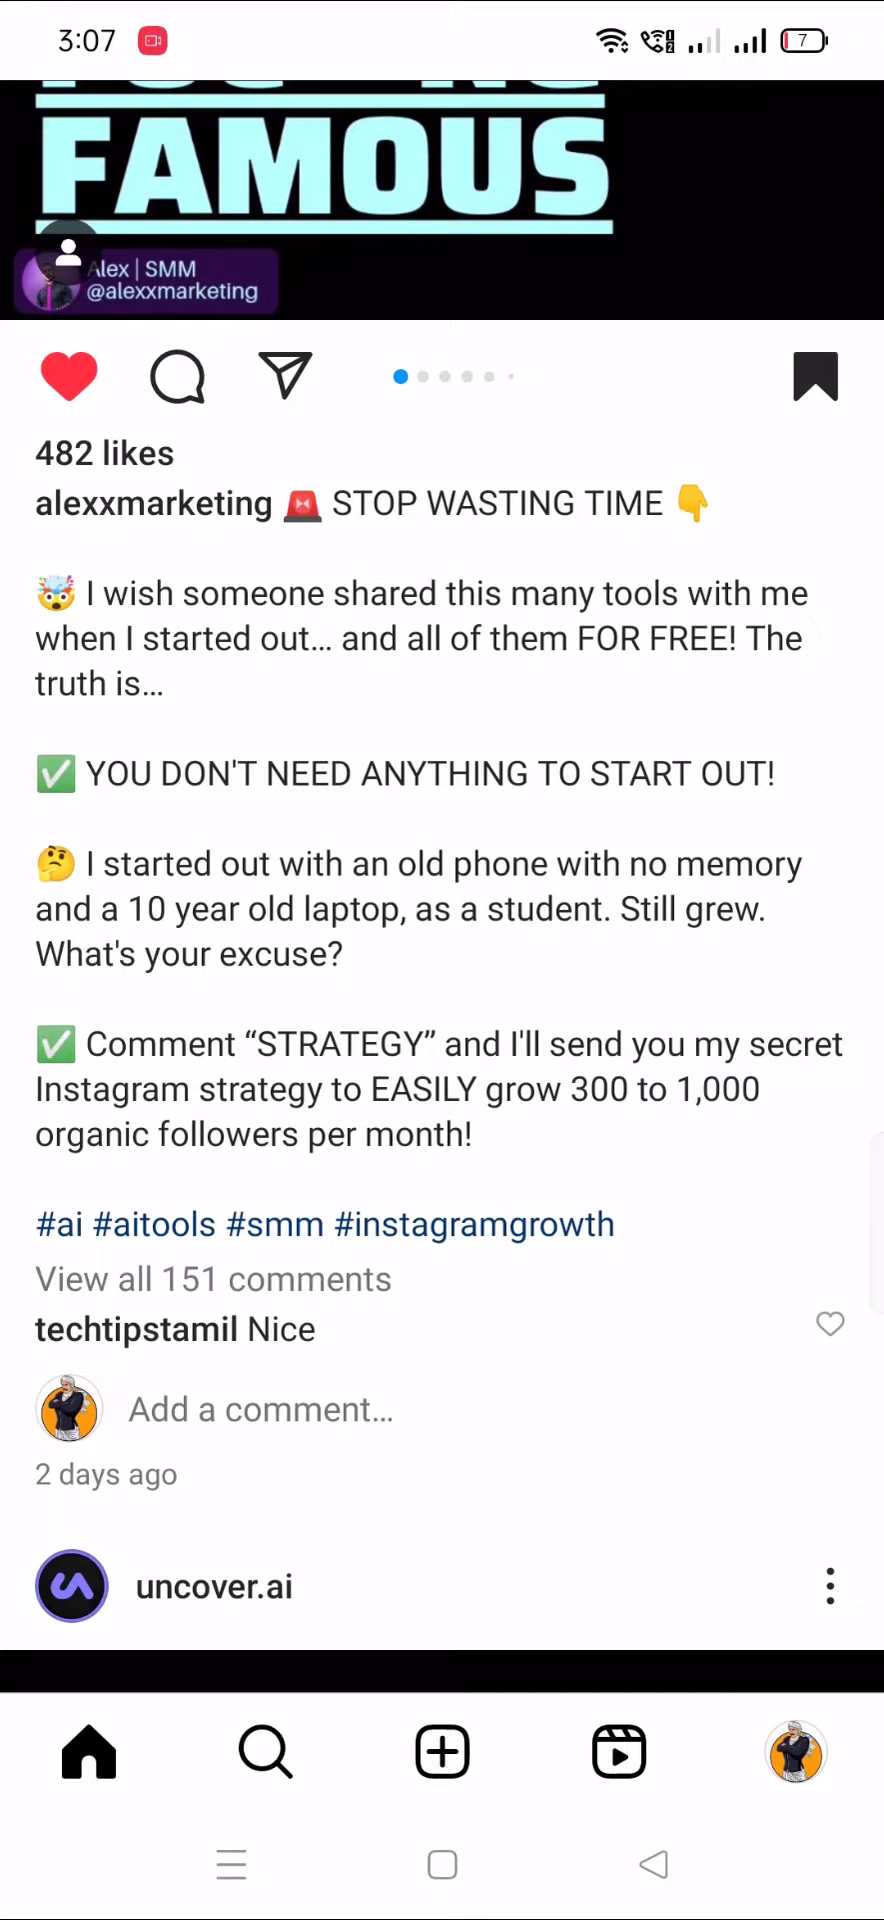 3:07
7
FAMOUS
Alex | SMM
@alexxmarketing
482 likes
alexxmarketing 🚨 STOP WASTING TIME 👇
🤯 I wish someone shared this many tools with me
when I started out... and all of them FOR FREE! The
truth is...
✅ YOU DON'T NEED ANYTHING TO START OUT!
🤔 I started out with an old phone with no memory
and a 10 year old laptop, as a student. Still grew.
What's your excuse?
✅ Comment “STRATEGY” and I'll send you my secret
Instagram strategy to EASILY grow 300 to 1,000
organic followers per month!
#ai #aitools #smm #instagramgrowth
View all 151 comments
techtipstamil Nice
Add a comment...
2 days ago
uncover.ai